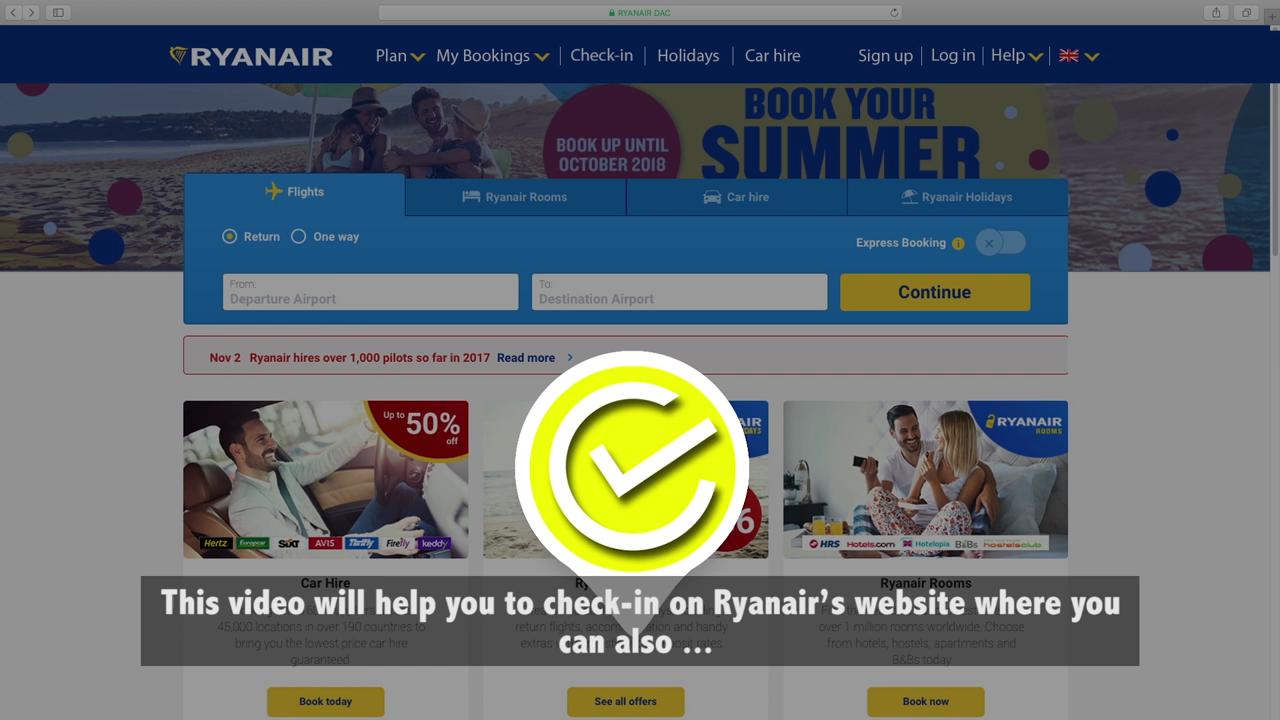 RYANAIR DAC
RYANAIR
Plan
My Bookings
Check-in
Holidays
Car hire
Sign up
Log in
Help
BOOK UP UNTIL
OCTOBER 2018
BOOK YOUR
SUMMER
Flights
Ryanair Rooms
Car hire
Ryanair Holidays
Return
One way
Express Booking
From:
Departure Airport
To:
Destination Airport
Continue
Nov 2 Ryanair hires over 1,000 pilots so far in 2017 Read more
Up to
50%
off
Hertz
Europcar
SIXT
AVIS
Thrifty
Firefly
keddy
6
RYANAIR
ROOMS
HRS
Hotels.com
Hotelopia
B&Bs
hostelsclub
Car Hire
Ryanair Rooms
This video will help you to check-in on Ryanair's website where you
can also ...
45,000 locations in over 190 countries to
bring you the lowest price car hire
guaranteed
return flights,
and handy
extras
rates.
over 1 million rooms worldwide. Choose
from hotels, hostels, apartments and
B&Bs today
Book today
See all offers
Book now